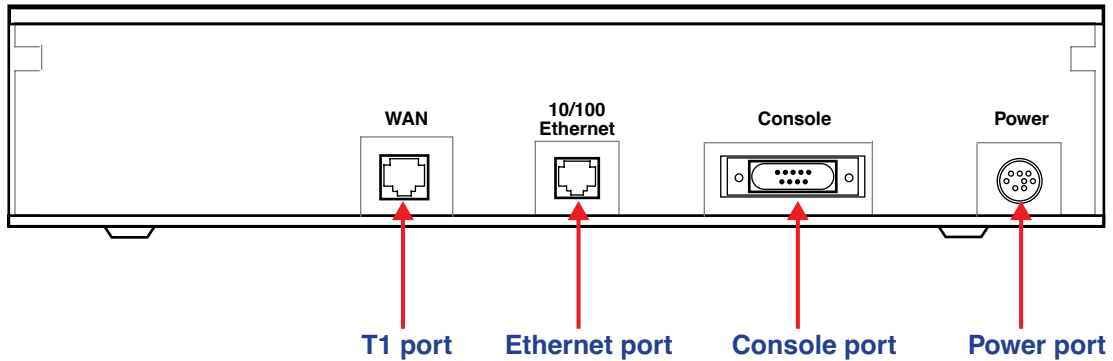 WAN
10/100
Ethernet
Console
Power
T1 port
Ethernet port
Console port
Power port